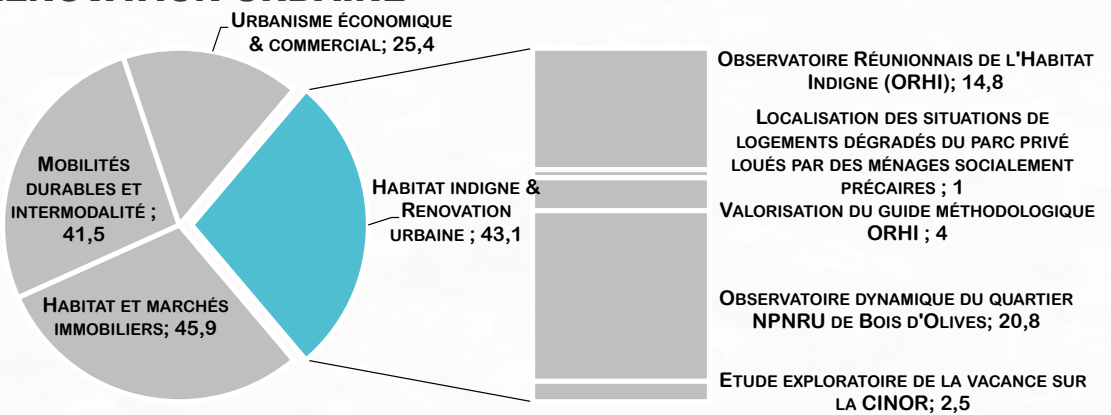 RÉNOVATION URBAINE
URBANISME ÉCONOMIQUE
& COMMERCIAL; 25,4
MOBILITÉS
DURABLES ET
INTERMODALITÉ ;
41,5
HABITAT ET MARCHÉS
IMMOBILIERS; 45,9
HABITAT INDIGNE &
RENOVATION
URBAINE ; 43,1
OBSERVATOIRE RÉUNIONNAIS DE L'HABITAT
INDIGNE (ORHI); 14,8
LOCALISATION DES SITUATIONS DE
LOGEMENTS DÉGRADÉS DU PARC PRIVÉ
LOUÉS PAR DES MÉNAGES SOCIALEMENT
PRÉCAIRES ; 1
VALORISATION DU GUIDE MÉTHODOLOGIQUE
ORHI ; 4
OBSERVATOIRE DYNAMIQUE DU QUARTIER
NPNRU DE BOIS D'OLIVES; 20,8
ETUDE EXPLORATOIRE DE LA VACANCE SUR
LA CINOR; 2,5